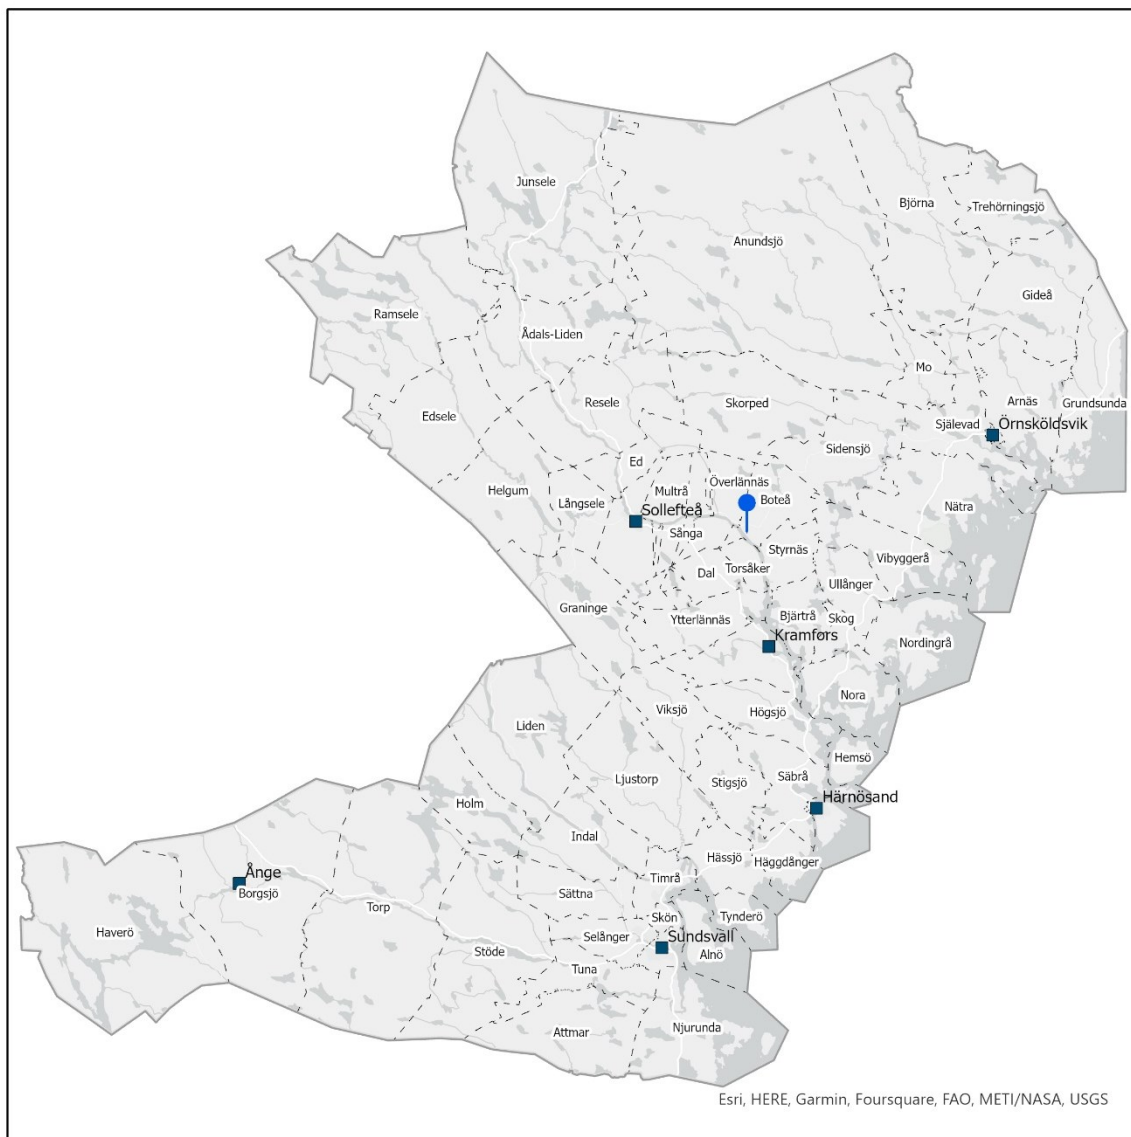 Junsele
Björna
Trehörningsjö
Anundsjö
Gideå
Ramsele
Ådals-Liden
Mo
Resele
Skorped
Arnäs
Grundsunda
Edsele
Själevad
Örnsköldsvik
Sidensjö
Ed
Överlännäs
Helgum
Multrå
Boteå
Långsele
Nätra
Sollefteå
Sånga
Styrnäs
Vibyggerå
Dal
Torsåker
Ullånger
Graninge
Ytterlännäs
Bjärtrå
Skog
Kramfors
Nordingrå
Nora
Viksjö
Högsjö
Liden
Hemsö
Ljustorp
Stigsjö
Säbrå
Härnösand
Holm
Indal
Hässjö
Häggdånger
Ånge
Timrå
Borgsjö
Sättna
Torp
Skön
Tynderö
Haverö
Selånger
Sundsvall
Stöde
Alnö
Tuna
Attmar
Njurunda
Esri, HERE, Garmin, Foursquare, FAO, METI/NASA, USGS